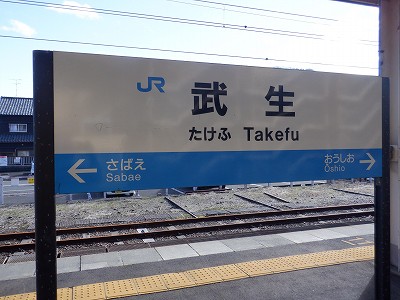 JR
武生
たけふ Takefu
← さばえ おうしお →
Sabae Ōshio